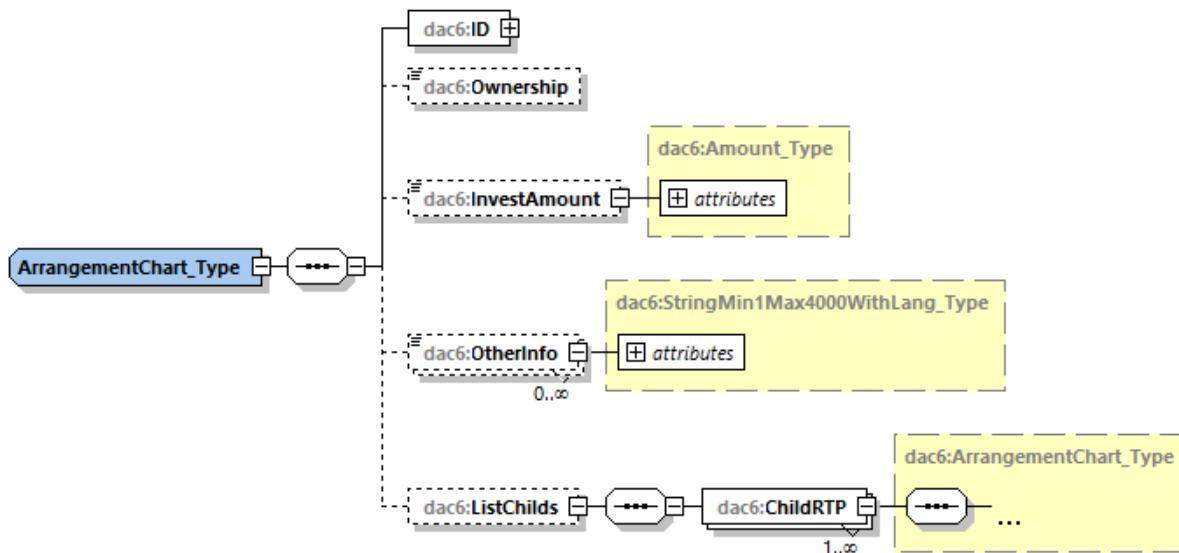 dac6:ID
dac6:Ownership
dac6:Amount_Type
dac6:InvestAmount
attributes
ArrangementChart_Type
dac6:StringMin1Max4000WithLang_Type
dac6:OtherInfo
attributes
0..∞
dac6:ArrangementChart_Type
dac6:ListChilds
dac6:ChildRTP
...
1..∞